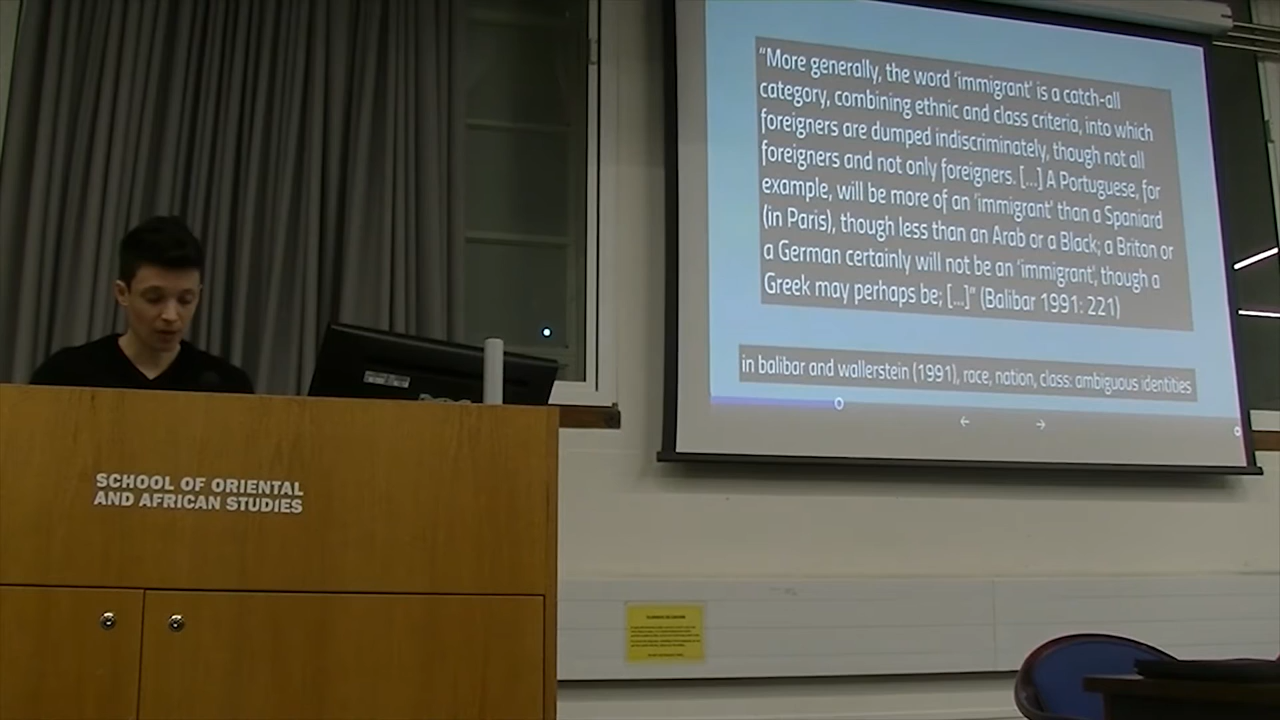 “More generally, the word ‘immigrant’ is a catch-all
category, combining ethnic and class criteria, into which
foreigners are dumped indiscriminately, though not all
foreigners and not only foreigners. [...] A Portuguese, for
example, will be more of an ‘immigrant’ than a Spaniard
(in Paris), though less than an Arab or a Black; a Briton or
a German certainly will not be an ‘immigrant’, though a
Greek may perhaps be; [...]” (Balibar 1991: 221)
in balibar and wallerstein (1991), race, nation, class: ambiguous identities
SCHOOL OF ORIENTAL
AND AFRICAN STUDIES